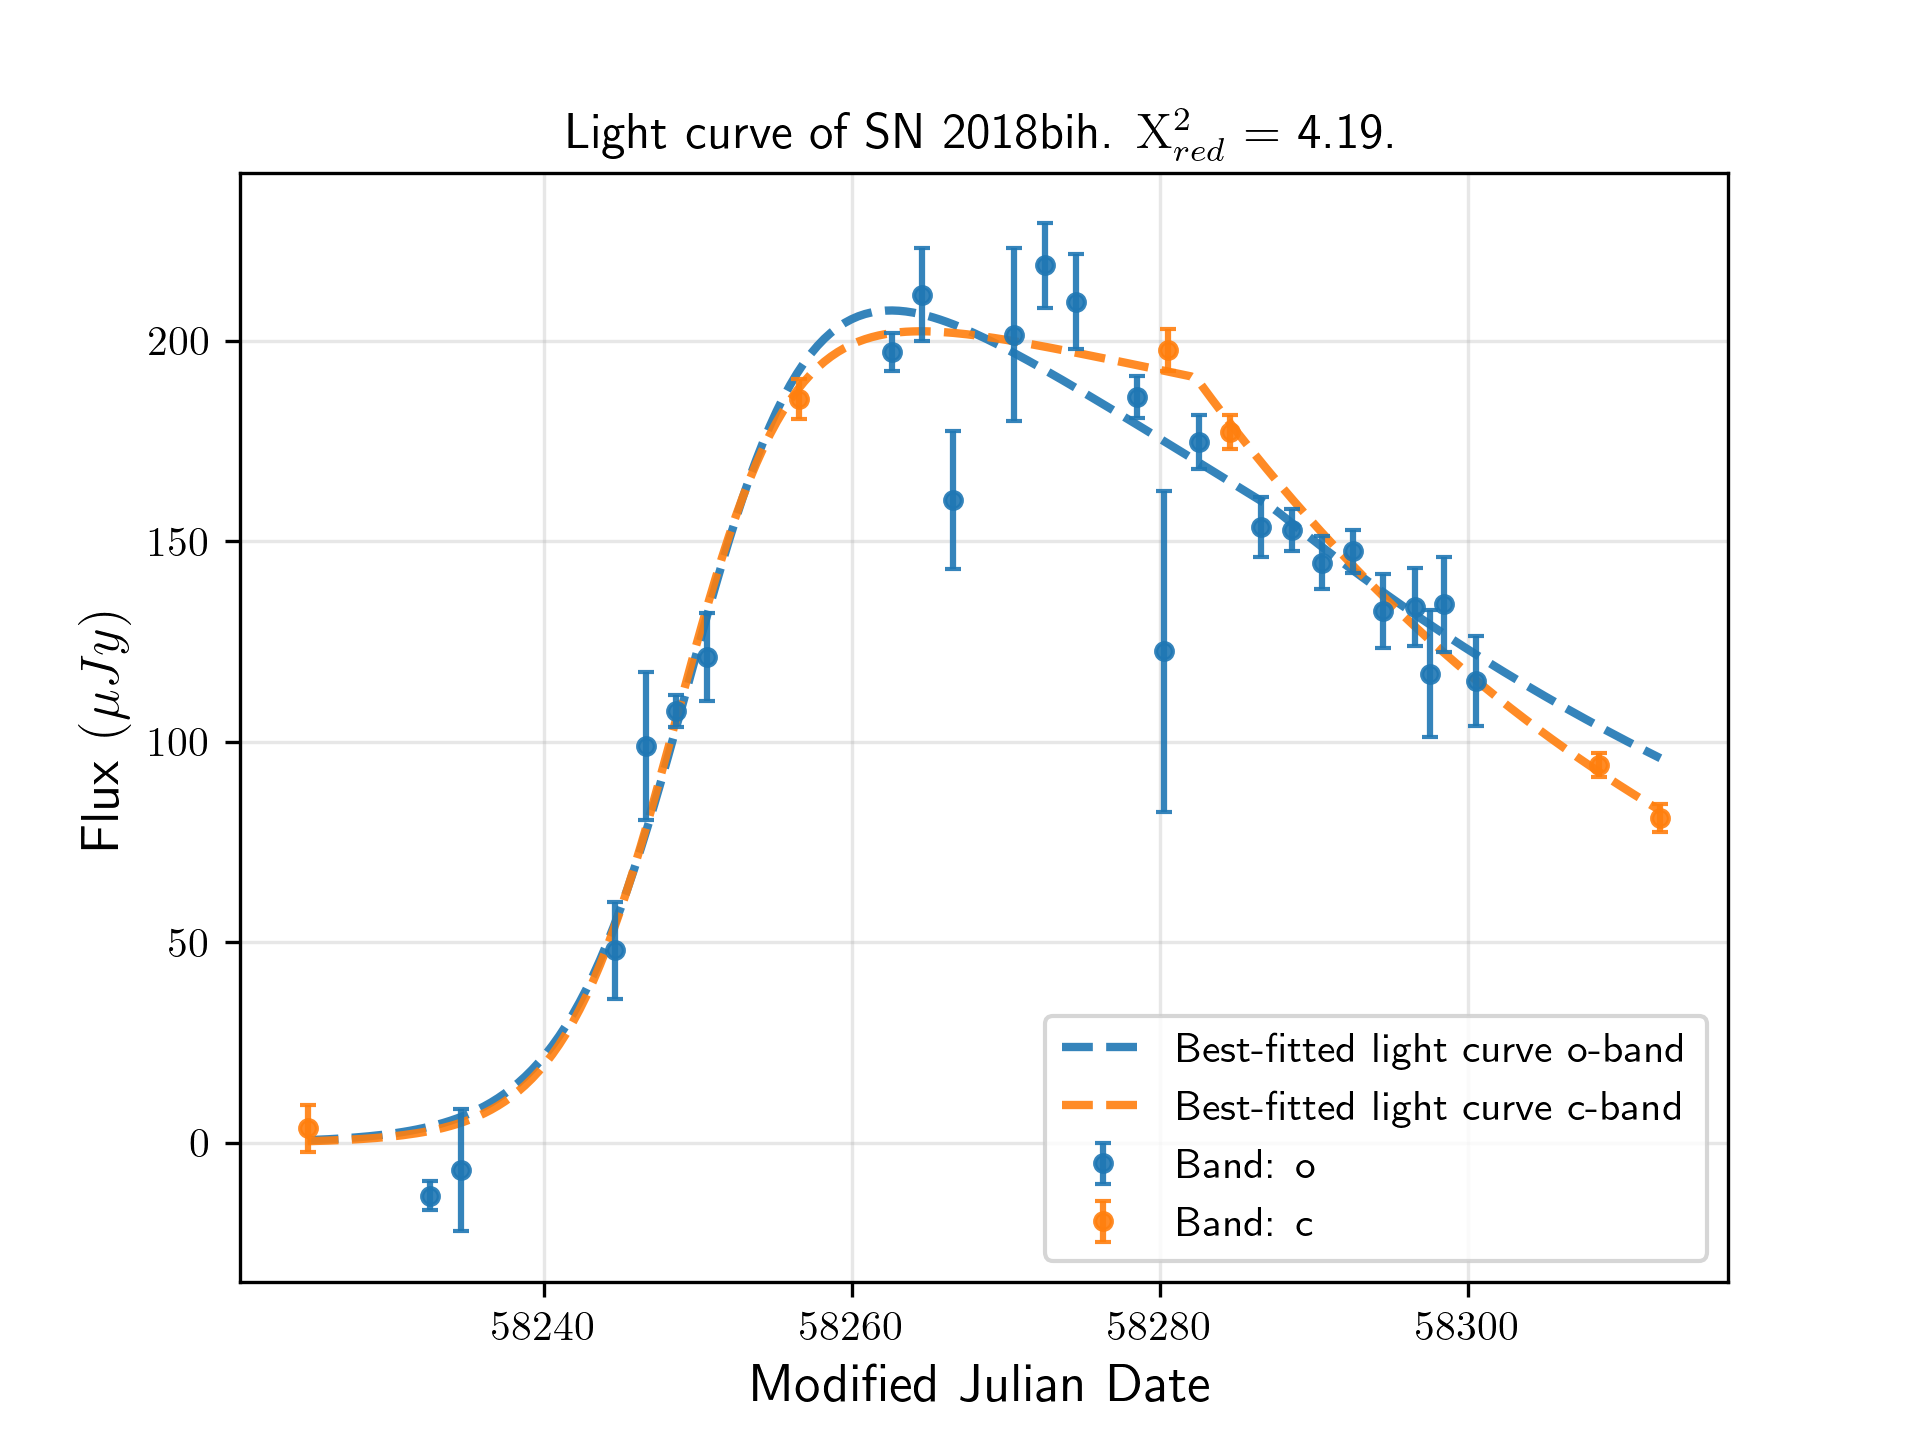 Light curve of SN 2018bih. X²_red = 4.19.
Flux (μJy)
200
150
100
50
0
58240 58260 58280 58300
Modified Julian Date
Best-fitted light curve o-band
Best-fitted light curve c-band
Band: o
Band: c